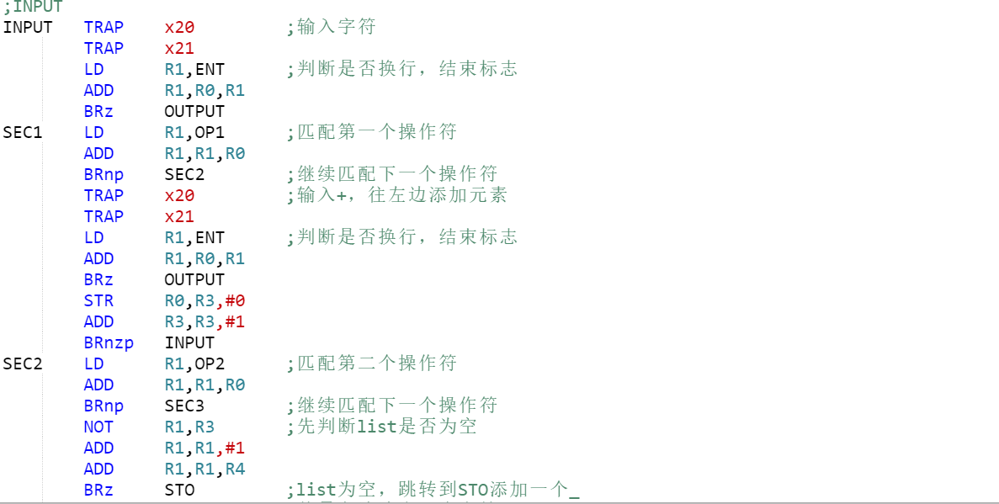 ;INPUT
INPUT TRAP x20 ;输入字符
TRAP x21
LD R1,ENT ;判断是否换行，结束标志
ADD R1,R0,R1
BRz OUTPUT
SEC1 LD R1,OP1 ;匹配第一个操作符
ADD R1,R1,R0
BRnp SEC2 ;继续匹配下一个操作符
TRAP x20 ;输入+，往左边添加元素
TRAP x21
LD R1,ENT ;判断是否换行，结束标志
ADD R1,R0,R1
BRz OUTPUT
STR R0,R3,#0
ADD R3,R3,#1
BRnzp INPUT
SEC2 LD R1,OP2 ;匹配第二个操作符
ADD R1,R1,R0
BRnp SEC3 ;继续匹配下一个操作符
NOT R1,R3 ;先判断list是否为空
ADD R1,R1,#1
ADD R1,R1,R4
BRz STO ;list为空，跳转到STO添加一个_